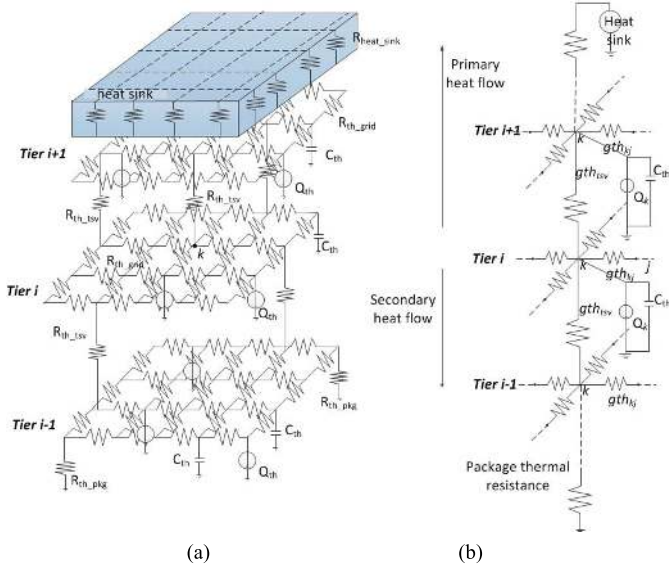 R_heat_sink
heat sink
R_th_grid
Tier i+1
C_th
Q_th
R_th_tsv
R_th_tsv
k
C_th
R_th_grid
Tier i
Q_th
R_th_tsv
R_th_pkg
Tier i-1
C_th
C_th
Q_th
R_th_pkg
(a)
Heat
sink
Primary
heat flow
Tier i+1
k
gth_kj
gth_tsv
C_th
Q_k
Tier i
k
gth_kj
j
Secondary
heat flow
gth_tsv
C_th
Q_k
Tier i-1
k
gth_kj
Package thermal
resistance
(b)